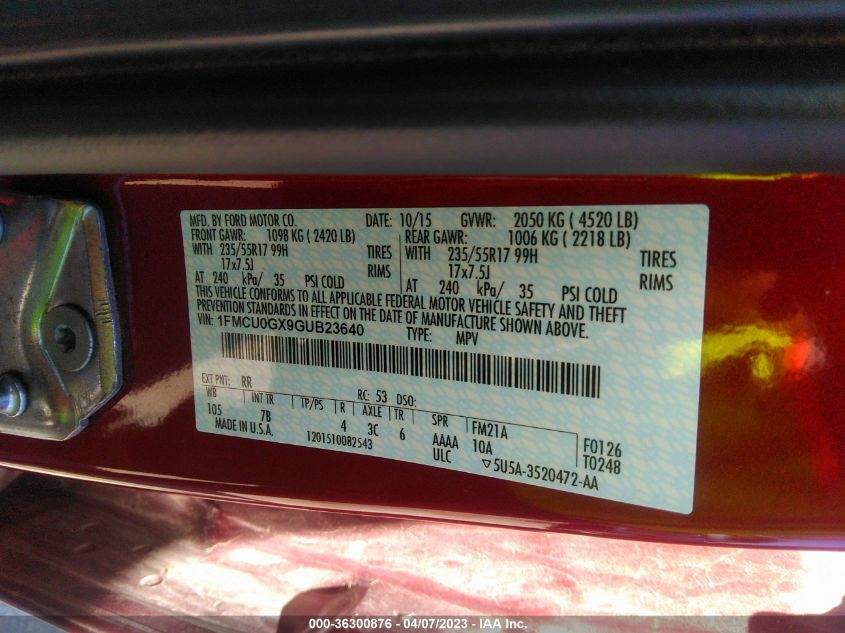 MFD. BY FORD MOTOR CO. DATE: 10/15 GVWR: 2050 KG ( 4520 LB)
FRONT GAWR: 1098 KG ( 2420 LB) REAR GAWR: 1006 KG ( 2218 LB)
WITH 235/55R17 99H TIRES WITH 235/55R17 99H TIRES
17x7.5J RIMS 17x7.5J RIMS
AT 240 kPa/ 35 PSI COLD AT 240 kPa/ 35 PSI COLD
THIS VEHICLE CONFORMS TO ALL APPLICABLE FEDERAL MOTOR VEHICLE SAFETY AND THEFT
PREVENTION STANDARDS IN EFFECT ON THE DATE OF MANUFACTURE SHOWN ABOVE.
VIN: 1FMCU0GX9GUB23640 TYPE: MPV
EXT PNT: RR RC: 53 DSO:
WB INT TR TP/PS R AXLE TR SPR FM21A F0126
105 7B 4 3C 6 AAAA 10A T0248
MADE IN U.S.A. 1201510082543 ULC ▽5U5A-3520472-AA
000-36300876 - 04/07/2023 - IAA Inc.